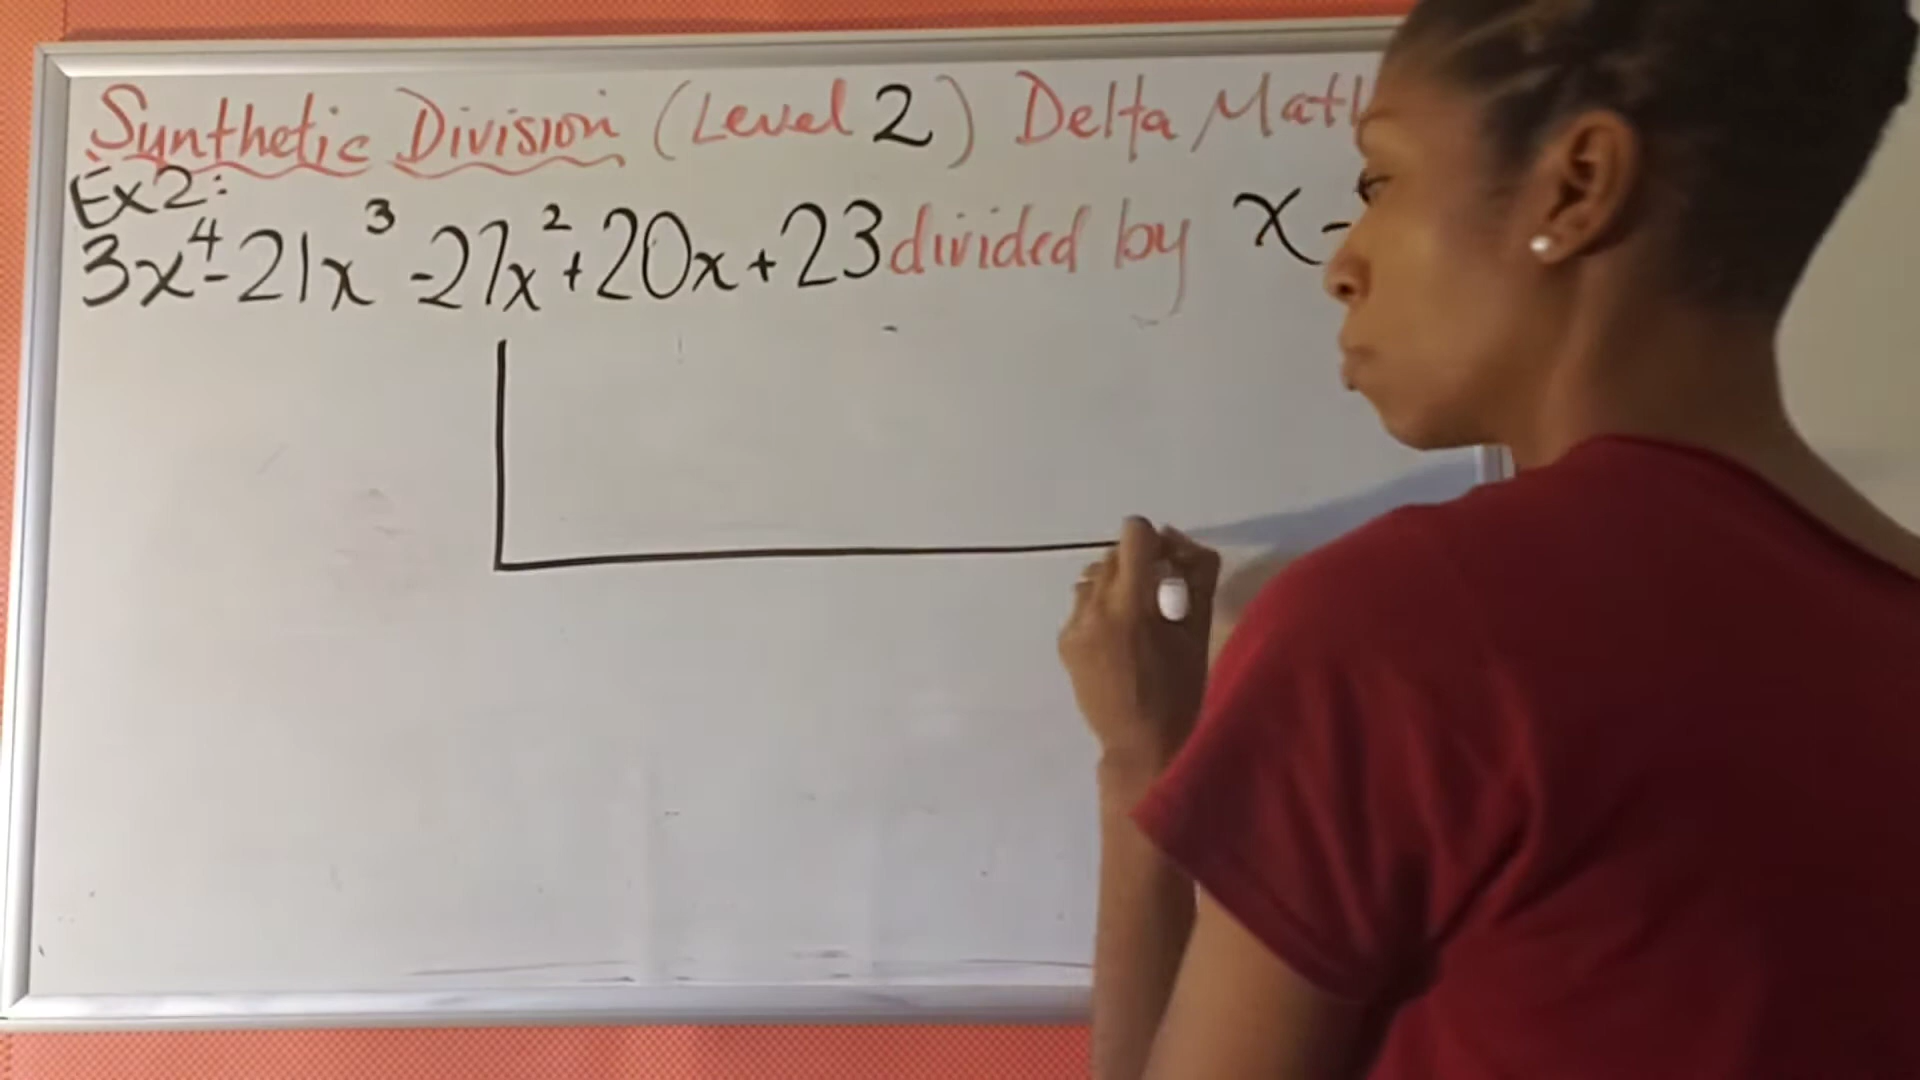 Synthetic Division (Level 2) Delta Math
Ex2:
3x⁴-21x³-27x²+20x+23 divided by x-